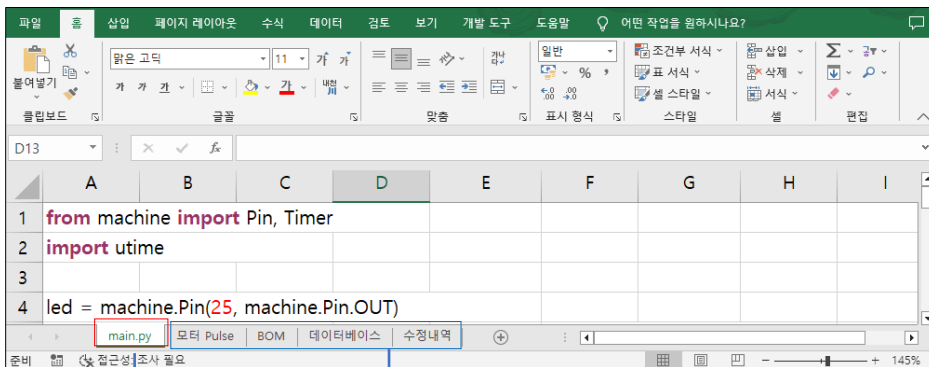 파일 홈 삽입 페이지 레이아웃 수식 데이터 검토 보기 개발 도구 도움말 어떤 작업을 원하시나요?
맑은 고딕 11 가 가 일반 조건부 서식 삽입
붙여넣기 가 가 가 가 내천 % 표 서식 삭제
셀 스타일 서식
클립보드 글꼴 맞춤 표시 형식 스타일 셀 편집
D13 fx
A B C D E F G H I
1 from machine import Pin, Timer
2 import utime
3
4 led = machine.Pin(25, machine.Pin.OUT)
main.py 모터 Pulse BOM 데이터베이스 수정내역
준비 접근성: 조사 필요 145%